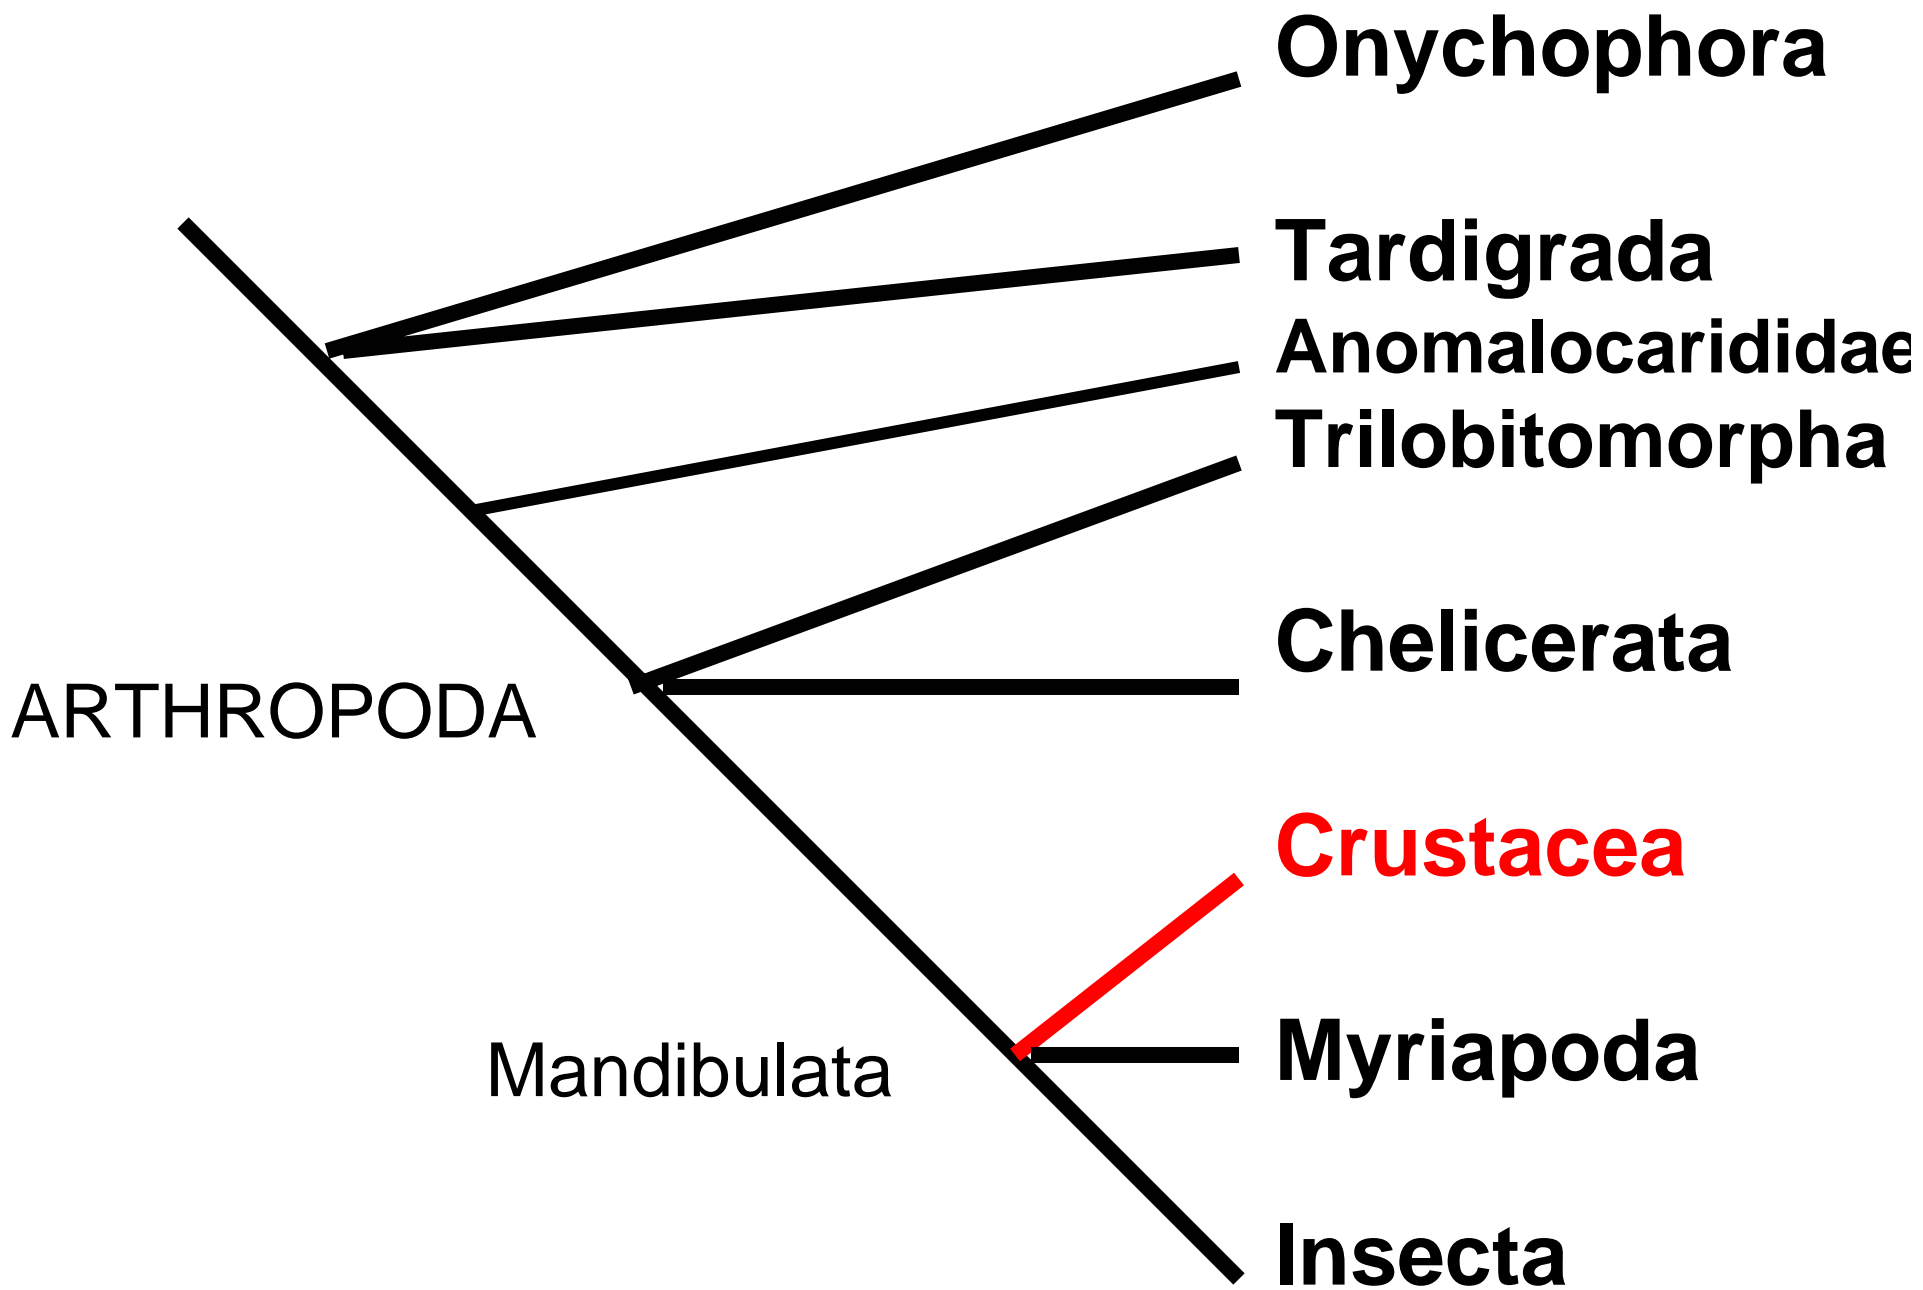 Onychophora
Tardigrada
Anomalocarididae
Trilobitomorpha
Chelicerata
ARTHROPODA
Crustacea
Myriapoda
Mandibulata
Insecta